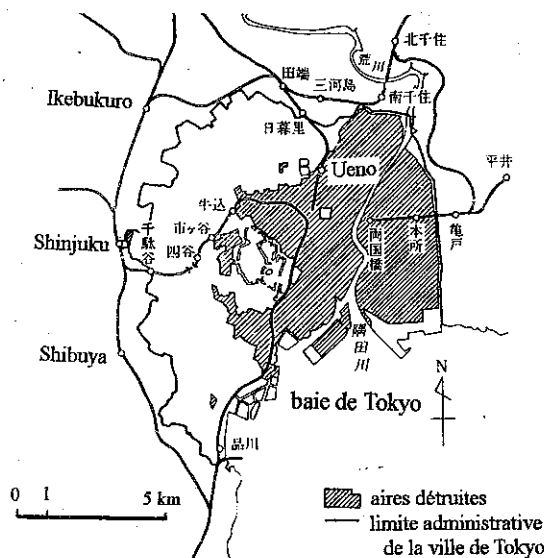 北千住
荒川
田端
三河島
南千住
Ikebukuro
日暮里
平井
Ueno
牛込
市ヶ谷
千駄谷
Shinjuku
四谷
両国橋
本所
亀戸
隅田川
Shibuya
N
baie de Tokyo
品川
0 1 5 km
aires détruites
limite administrative
de la ville de Tokyo